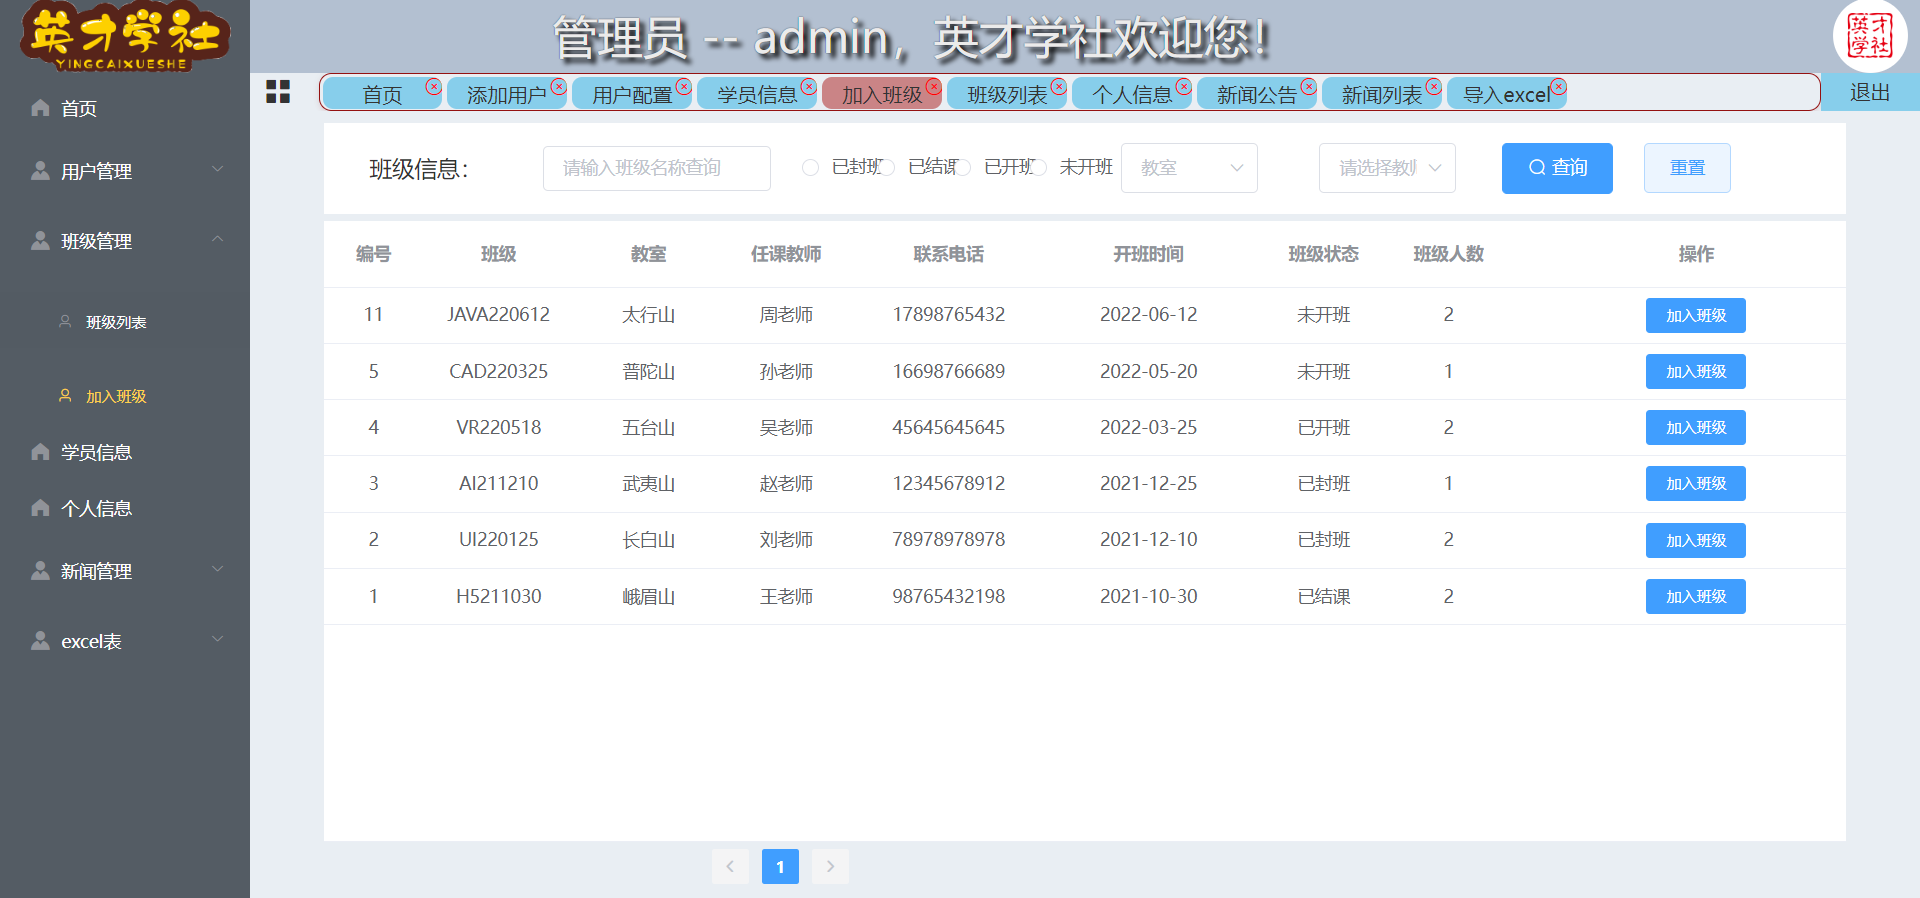 英才学社
YINGCAIXUESHE
管理员 -- admin，英才学社欢迎您！
英才学社
首页 添加用户 用户配置 学员信息 加入班级 班级列表 个人信息 新闻公告 新闻列表 导入excel 退出
首页
用户管理
班级管理
班级列表
加入班级
学员信息
个人信息
新闻管理
excel表
班级信息： 请输入班级名称查询 已封班 已结课 已开班 未开班 教室 请选择教师 查询 重置
编号 班级 教室 任课教师 联系电话 开班时间 班级状态 班级人数 操作
11 JAVA220612 太行山 周老师 17898765432 2022-06-12 未开班 2 加入班级
5 CAD220325 普陀山 孙老师 16698766689 2022-05-20 未开班 1 加入班级
4 VR220518 五台山 吴老师 45645645645 2022-03-25 已开班 2 加入班级
3 AI211210 武夷山 赵老师 12345678912 2021-12-25 已封班 1 加入班级
2 UI220125 长白山 刘老师 78978978978 2021-12-10 已封班 2 加入班级
1 H5211030 峨眉山 王老师 98765432198 2021-10-30 已结课 2 加入班级
1